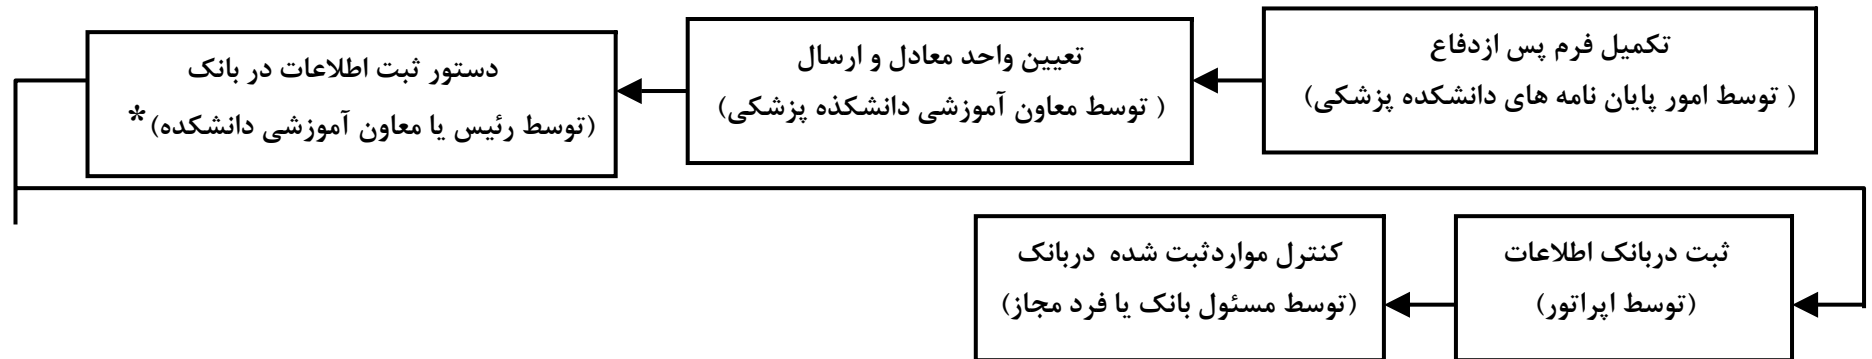 تکمیل فرم پس ازدفاع
( توسط امور پایان نامه های دانشکده پزشکی)
تعیین واحد معادل و ارسال
( توسط معاون آموزشی دانشکذه پزشکی)
دستور ثبت اطلاعات در بانک
(توسط رئیس یا معاون آموزشی دانشکده)*
ثبت دربانک اطلاعات
(توسط اپراتور)
کنترل مواردثبت شده دربانک
(توسط مسئول بانک یا فرد مجاز)